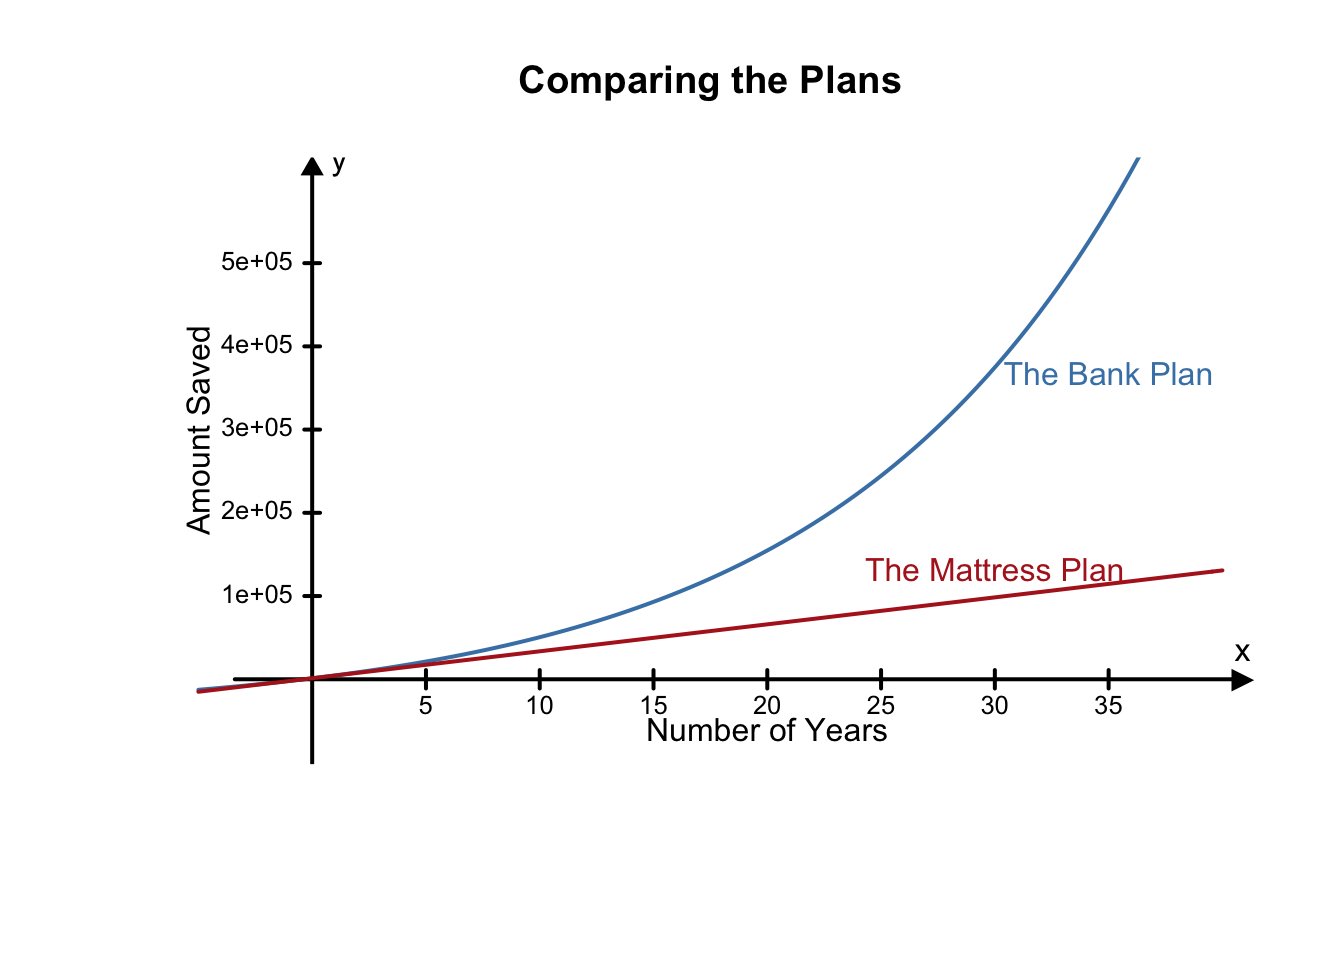 Comparing the Plans
y
5e+05
4e+05
3e+05
2e+05
1e+05
Amount Saved
The Bank Plan
The Mattress Plan
x
5 10 15 20 25 30 35
Number of Years